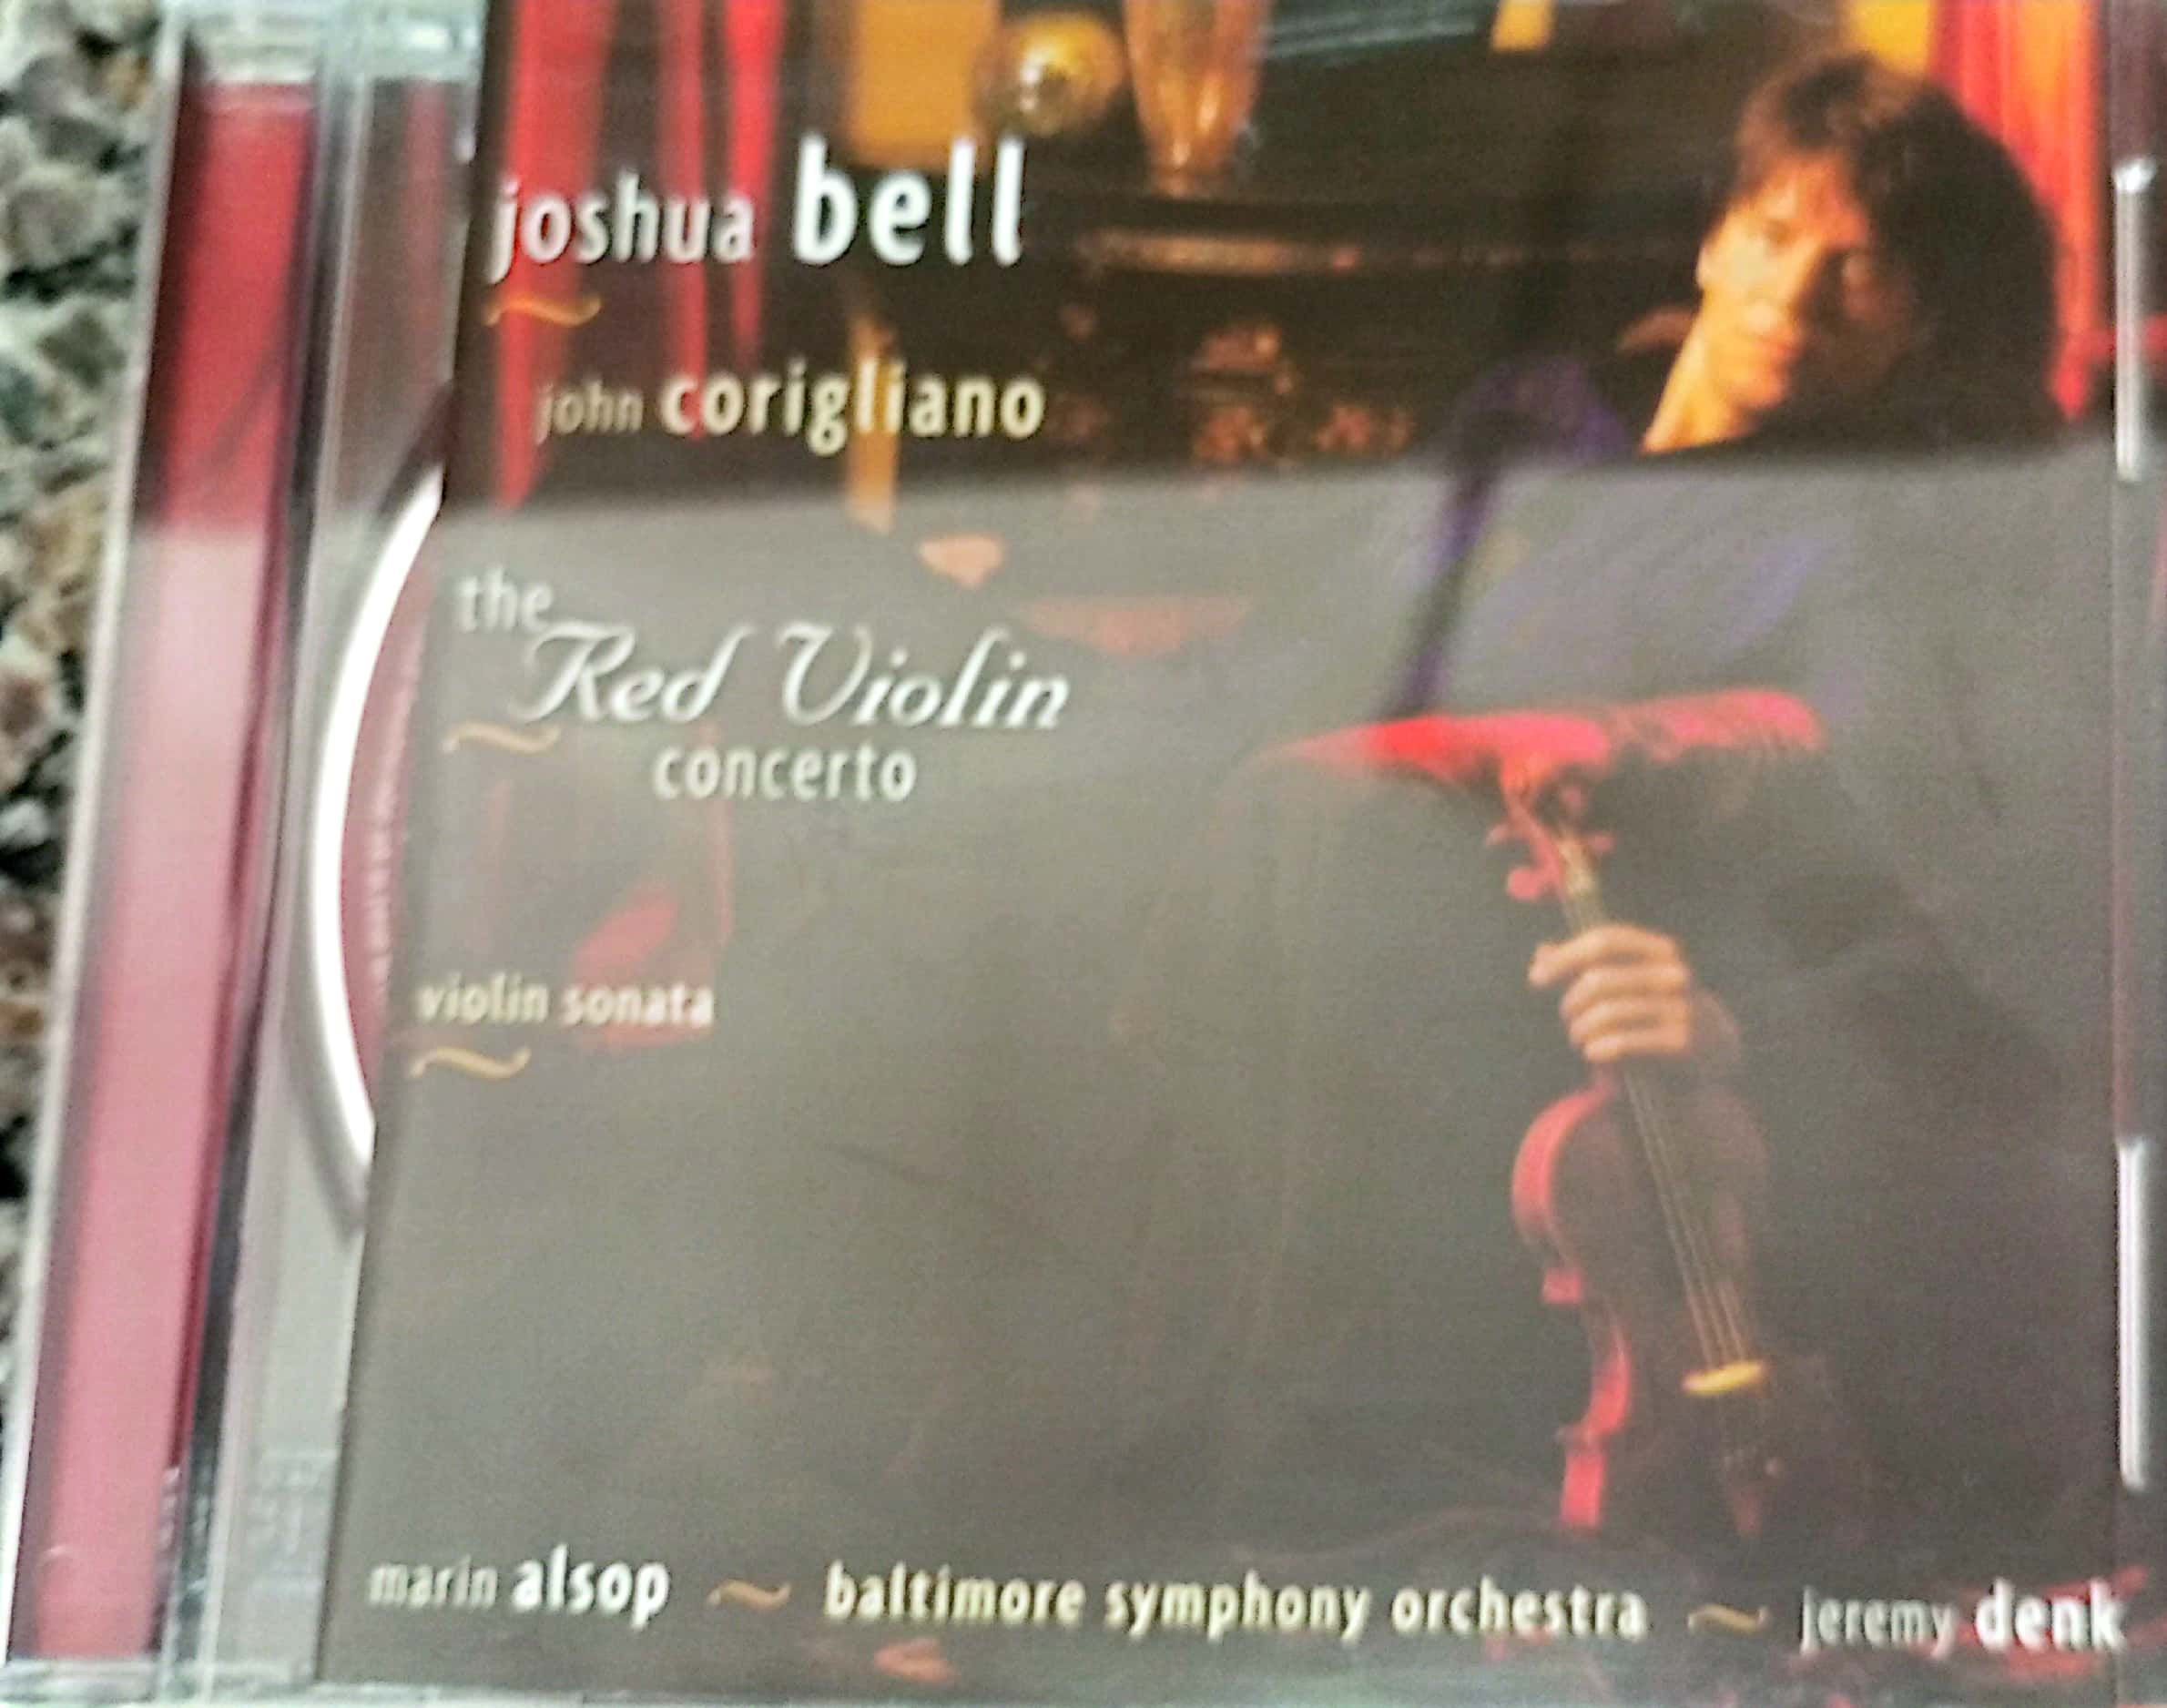 joshua bell
john corigliano
the
Red Violin
concerto
violin sonata
marin alsop ~ baltimore symphony orchestra ~ jeremy denk